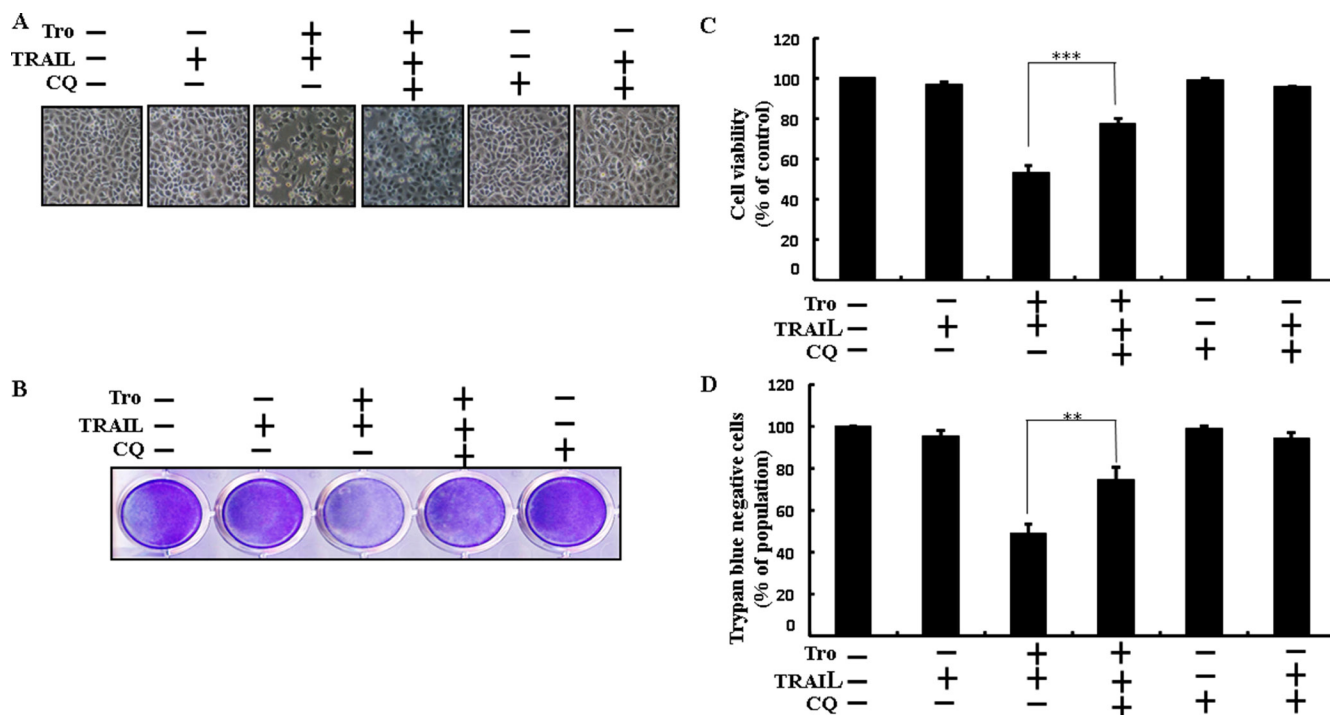 A
Tro − − + + − −
TRAIL − + + + − +
CQ − − − + + +
B
Tro − − + + −
TRAIL − + + + −
CQ − − − + +
C
Cell viability
(% of control)
120
100
80
60
40
20
0
***
Tro − − + + − −
TRAIL − + + + − +
CQ − − − + + +
D
Trypan blue negative cells
(% of population)
120
100
80
60
40
20
0
**
Tro − − + + − −
TRAIL − + + + − +
CQ − − − + + +